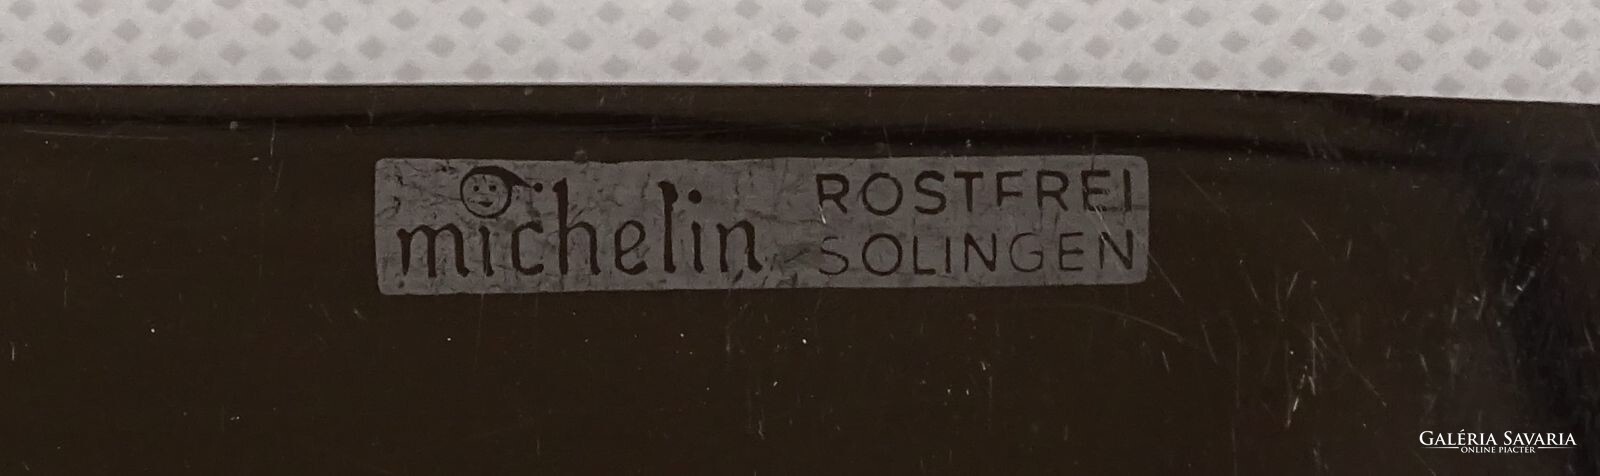 michelin
ROSTFREI
SOLINGEN
GALÉRIA SAVARIA
ONLINE PIACTÉR